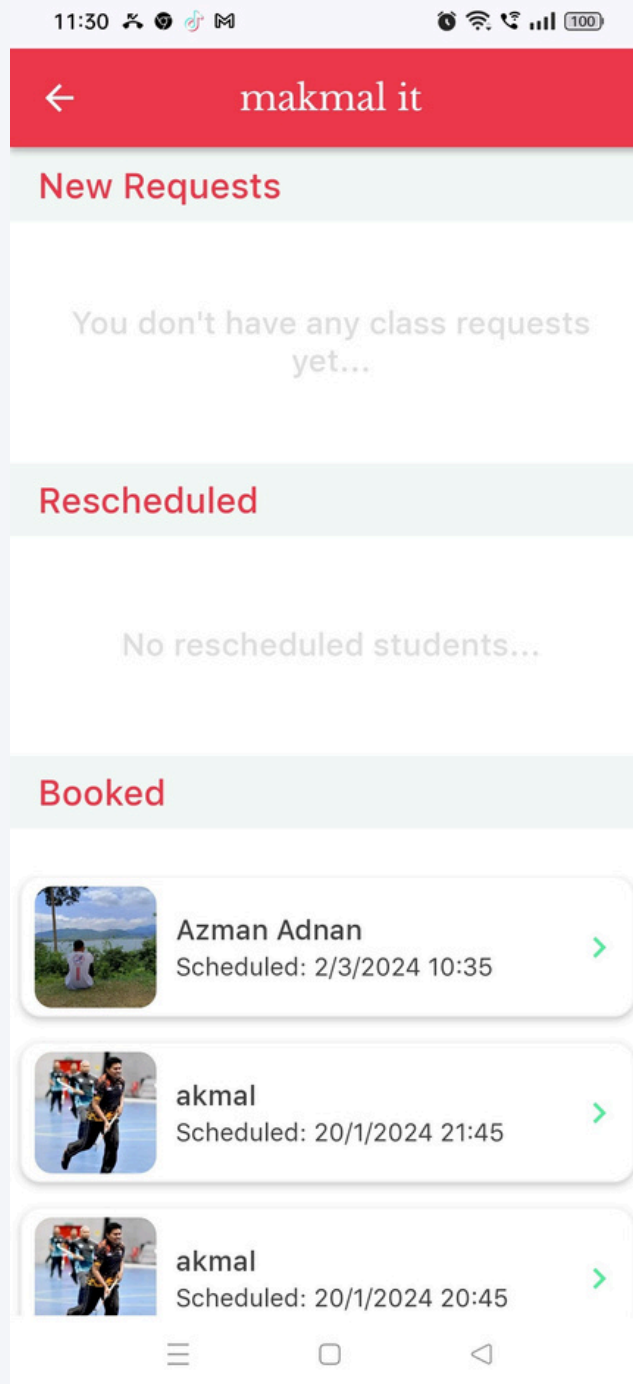 11:30
100
makmal it
New Requests
You don't have any class requests
yet...
Rescheduled
No rescheduled students...
Booked
Azman Adnan
Scheduled: 2/3/2024 10:35
akmal
Scheduled: 20/1/2024 21:45
akmal
Scheduled: 20/1/2024 20:45